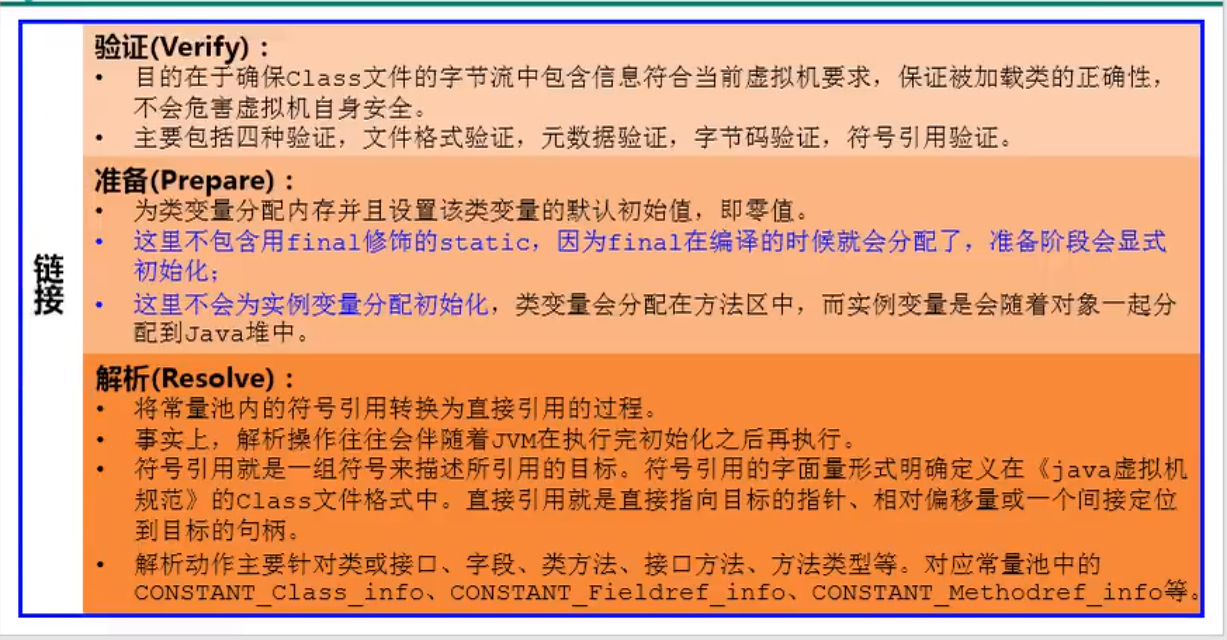 链接
验证(Verify)：
• 目的在于确保Class文件的字节流中包含信息符合当前虚拟机要求，保证被加载类的正确性，
不会危害虚拟机自身安全。
• 主要包括四种验证，文件格式验证，元数据验证，字节码验证，符号引用验证。
准备(Prepare)：
• 为类变量分配内存并且设置该类变量的默认初始值，即零值。
• 这里不包含用final修饰的static，因为final在编译的时候就会分配了，准备阶段会显式
初始化；
• 这里不会为实例变量分配初始化，类变量会分配在方法区中，而实例变量是会随着对象一起分
配到Java堆中。
解析(Resolve)：
• 将常量池内的符号引用转换为直接引用的过程。
• 事实上，解析操作往往会伴随着JVM在执行完初始化之后再执行。
• 符号引用就是一组符号来描述所引用的目标。符号引用的字面量形式明确定义在《java虚拟机
规范》的Class文件格式中。直接引用就是直接指向目标的指针、相对偏移量或一个间接定位
到目标的句柄。
• 解析动作主要针对类或接口、字段、类方法、接口方法、方法类型等。对应常量池中的
CONSTANT_Class_info、CONSTANT_Fieldref_info、CONSTANT_Methodref_info等。